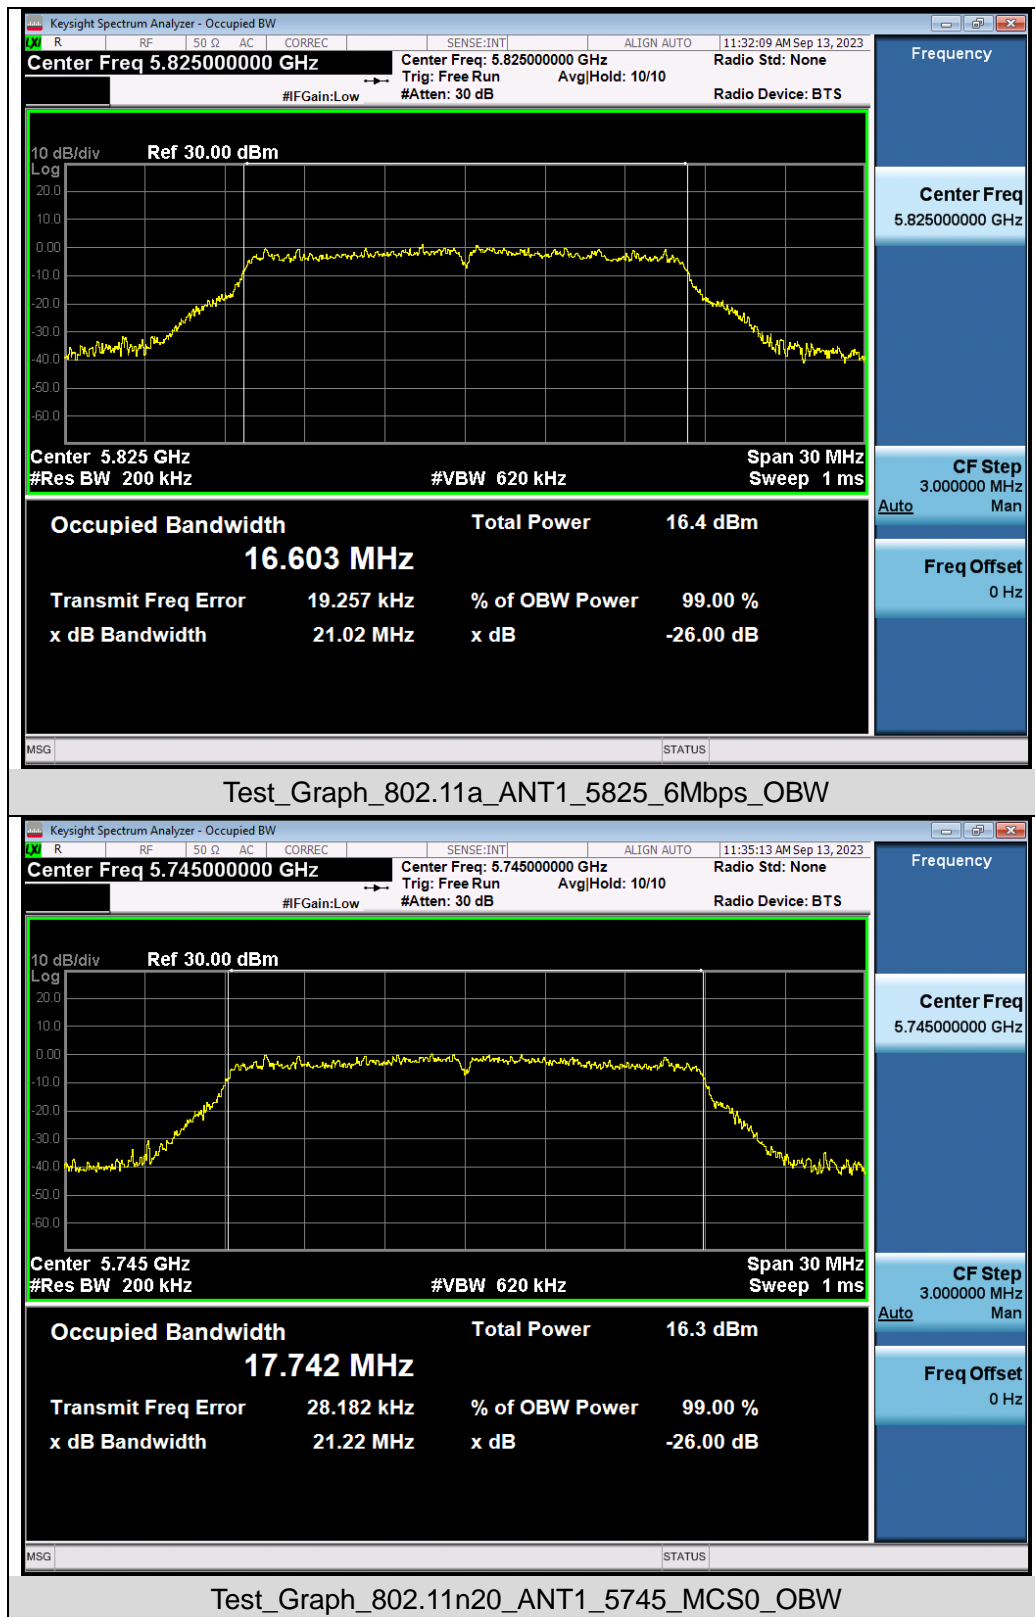 Keysight Spectrum Analyzer - Occupied BW
LXI R RF 50 Ω AC CORREC SENSE:INT ALIGN AUTO 11:32:09 AM Sep 13, 2023
Center Freq 5.825000000 GHz
Center Freq: 5.825000000 GHz
Radio Std: None
Trig: Free Run Avg|Hold: 10/10
#IFGain:Low
#Atten: 30 dB
Radio Device: BTS
Frequency
10 dB/div Ref 30.00 dBm
Log
20.0
10.0
0.00
-10.0
-20.0
-30.0
-40.0
-50.0
-60.0
Center 5.825 GHz Span 30 MHz
#Res BW 200 kHz #VBW 620 kHz Sweep 1 ms
Center Freq
5.825000000 GHz
CF Step
3.000000 MHz
Auto Man
Freq Offset
0 Hz
Occupied Bandwidth Total Power 16.4 dBm
16.603 MHz
Transmit Freq Error 19.257 kHz % of OBW Power 99.00 %
x dB Bandwidth 21.02 MHz x dB -26.00 dB
MSG STATUS
Test_Graph_802.11a_ANT1_5825_6Mbps_OBW
Keysight Spectrum Analyzer - Occupied BW
LXI R RF 50 Ω AC CORREC SENSE:INT ALIGN AUTO 11:35:13 AM Sep 13, 2023
Center Freq 5.745000000 GHz
Center Freq: 5.745000000 GHz
Radio Std: None
Trig: Free Run Avg|Hold: 10/10
#IFGain:Low
#Atten: 30 dB
Radio Device: BTS
Frequency
10 dB/div Ref 30.00 dBm
Log
20.0
10.0
0.00
-10.0
-20.0
-30.0
-40.0
-50.0
-60.0
Center 5.745 GHz Span 30 MHz
#Res BW 200 kHz #VBW 620 kHz Sweep 1 ms
Center Freq
5.745000000 GHz
CF Step
3.000000 MHz
Auto Man
Freq Offset
0 Hz
Occupied Bandwidth Total Power 16.3 dBm
17.742 MHz
Transmit Freq Error 28.182 kHz % of OBW Power 99.00 %
x dB Bandwidth 21.22 MHz x dB -26.00 dB
MSG STATUS
Test_Graph_802.11n20_ANT1_5745_MCS0_OBW